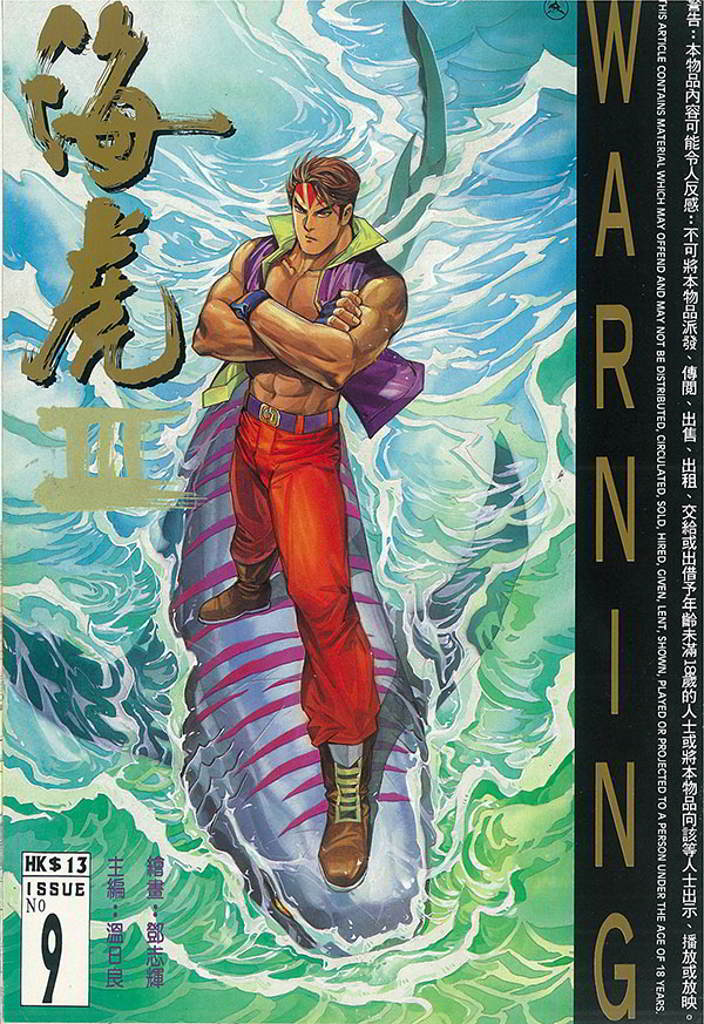 海虎
III
HK$ 13
ISSUE
NO
9
繪畫：鄧志輝
主編：溫日良
WARNING
THIS ARTICLE CONTAINS MATERIAL WHICH MAY OFFEND AND MAY NOT BE DISTRIBUTED, CIRCULATED, SOLD, HIRED, GIVEN, LENT, SHOWN, PLAYED OR PROJECTED TO A PERSON UNDER THE AGE OF 18 YEARS.
警告：本物品內容可能令人反感：不可將本物品派發、傳閱、出售、出租、交給或出借予年齡未滿18歲的人士或將本物品向該等人士出示、播放或放映。